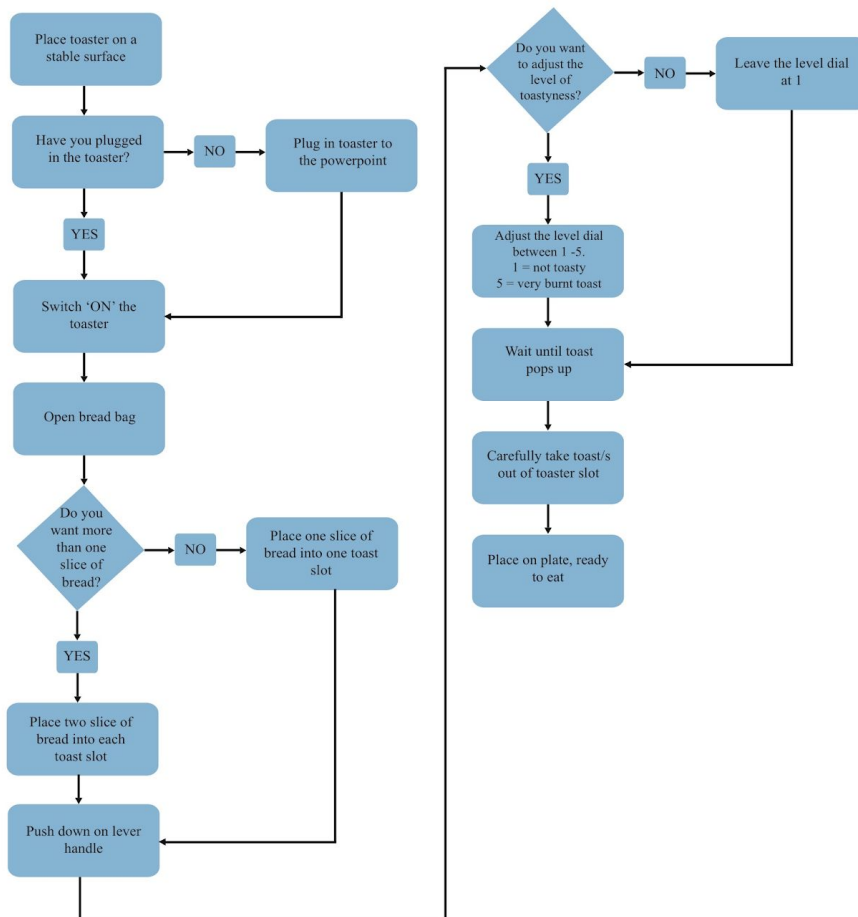 Place toaster on a
stable surface
Have you plugged
in the toaster?
NO
Plug in toaster to
the powerpoint
YES
Switch ‘ON’ the
toaster
Open bread bag
Do you
want more
than one
slice of
bread?
NO
Place one slice of
bread into one toast
slot
YES
Place two slice of
bread into each
toast slot
Push down on lever
handle
Do you want
to adjust the
level of
toastyness?
NO
Leave the level dial
at 1
YES
Adjust the level dial
between 1 -5.
1 = not toasty
5 = very burnt toast
Wait until toast
pops up
Carefully take toast/s
out of toaster slot
Place on plate, ready
to eat